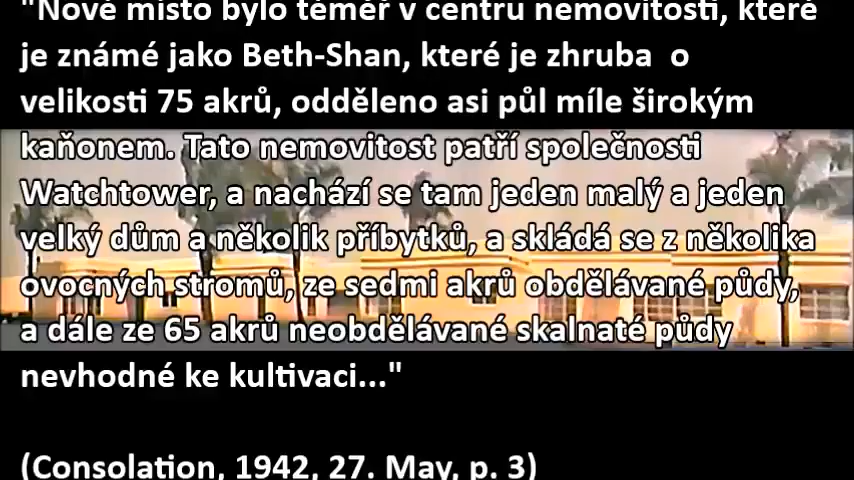 "Nové místo bylo téměř v centru nemovitosti, které
je známé jako Beth-Shan, které je zhruba o
velikosti 75 akrů, odděleno asi půl míle širokým
kaňonem. Tato nemovitost patří společnosti
Watchtower, a nachází se tam jeden malý a jeden
velký dům a několik příbytků, a skládá se z několika
ovocných stromů, ze sedmi akrů obdělávané půdy,
a dále ze 65 akrů neobdělávané skalnaté půdy
nevhodné ke kultivaci..."
(Consolation, 1942, 27. May, p. 3)